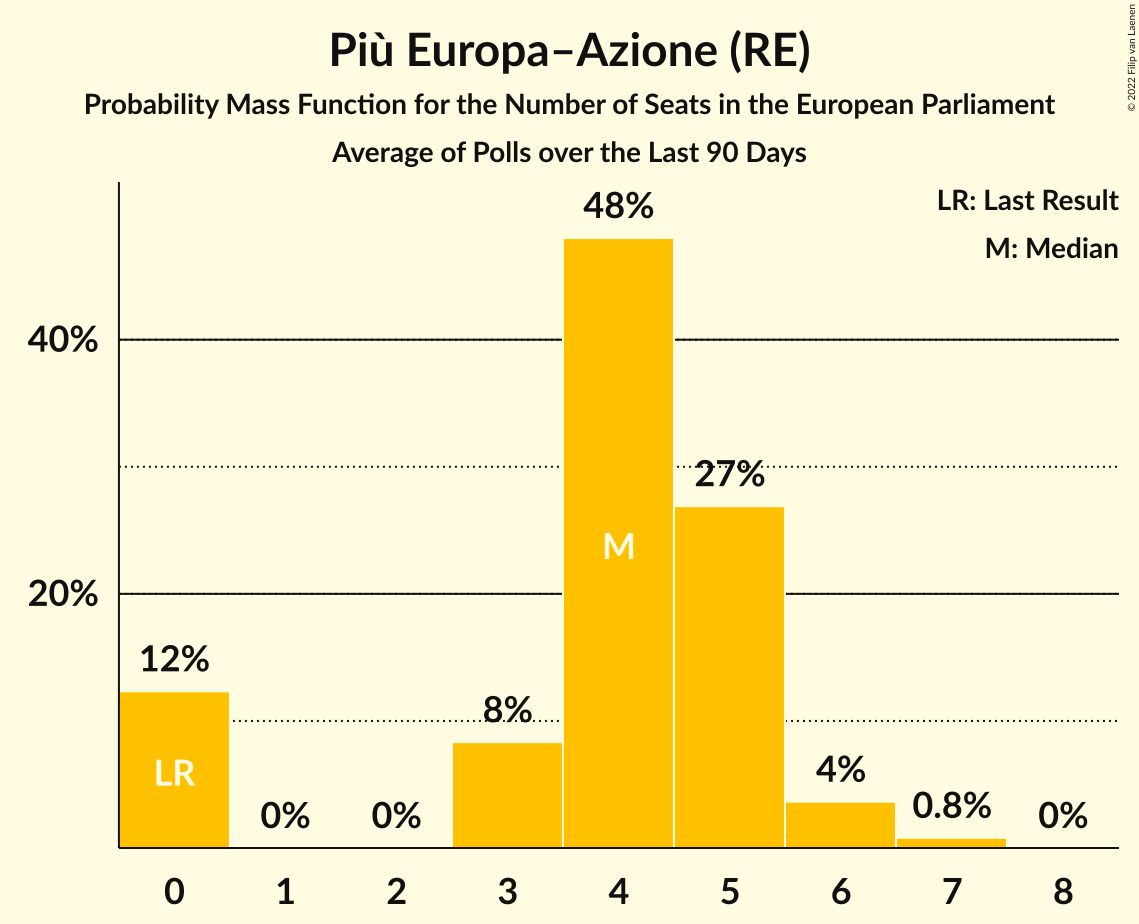 Più Europa–Azione (RE)
Probability Mass Function for the Number of Seats in the European Parliament
Average of Polls over the Last 90 Days
© 2022 Filip van Laenen
LR: Last Result
M: Median
48%
40%
27%
M
20%
12%
8%
4%
LR
0%
0%
0.8%
0%
0 1 2 3 4 5 6 7 8